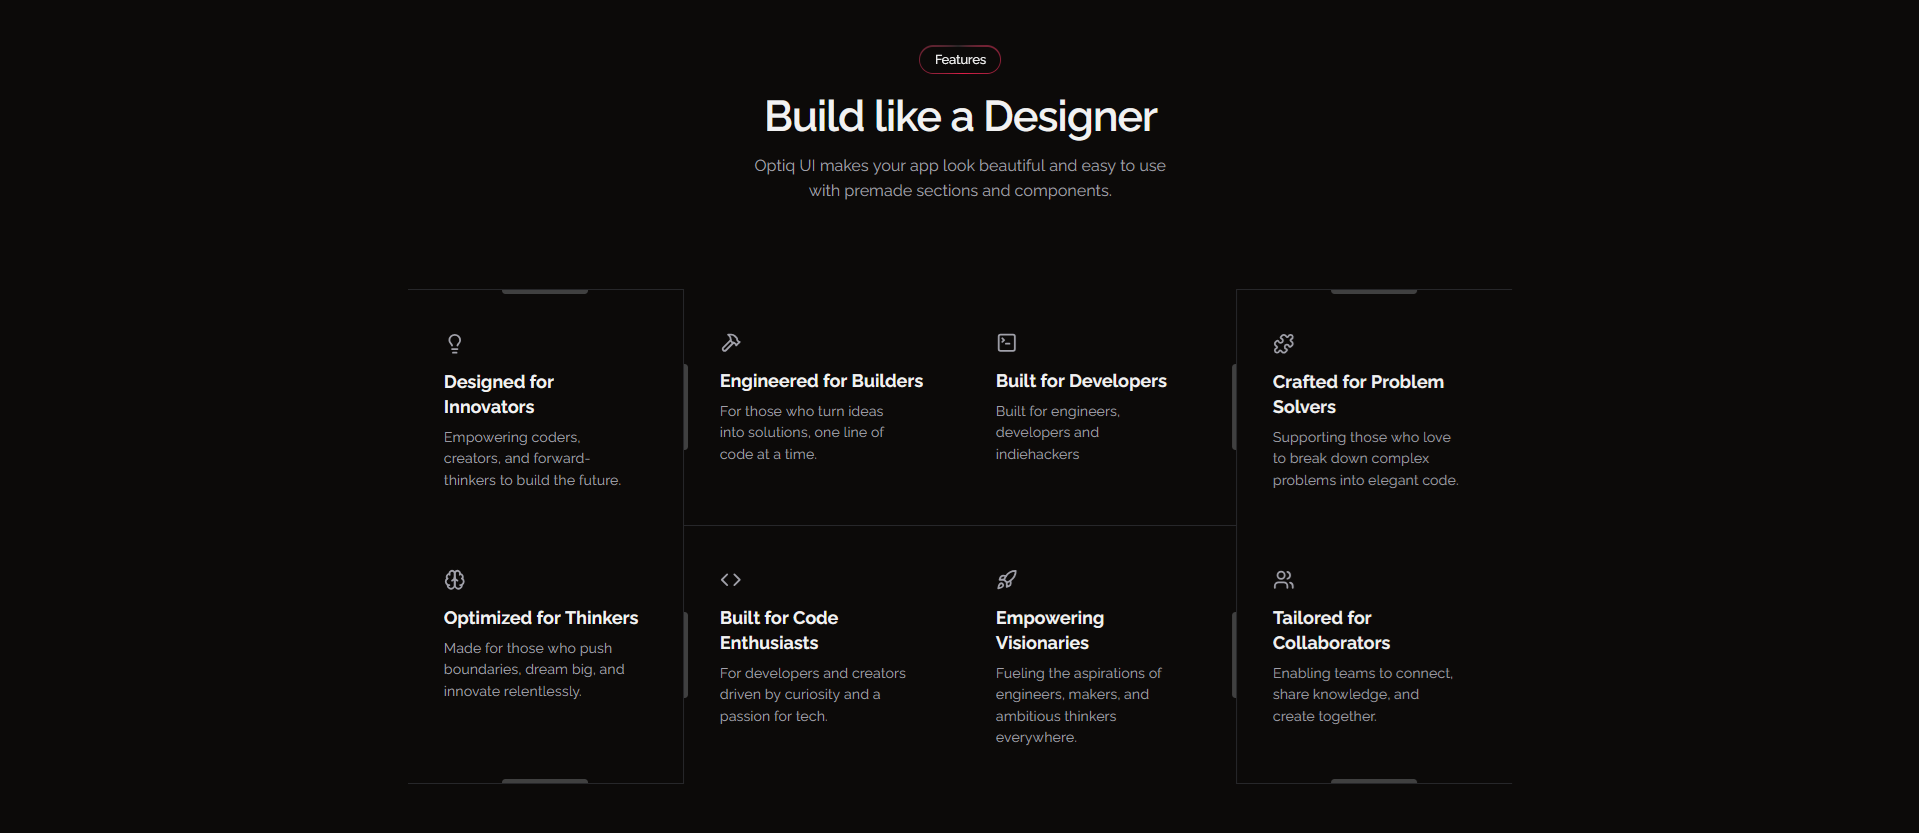 Features
Build like a Designer
Optiq UI makes your app look beautiful and easy to use
with premade sections and components.
Designed for
Innovators
Empowering coders,
creators, and forward-
thinkers to build the future.
Engineered for Builders
For those who turn ideas
into solutions, one line of
code at a time.
Built for Developers
Built for engineers,
developers and
indiehackers
Crafted for Problem
Solvers
Supporting those who love
to break down complex
problems into elegant code.
Optimized for Thinkers
Made for those who push
boundaries, dream big, and
innovate relentlessly.
Built for Code
Enthusiasts
For developers and creators
driven by curiosity and a
passion for tech.
Empowering
Visionaries
Fueling the aspirations of
engineers, makers, and
ambitious thinkers
everywhere.
Tailored for
Collaborators
Enabling teams to connect,
share knowledge, and
create together.